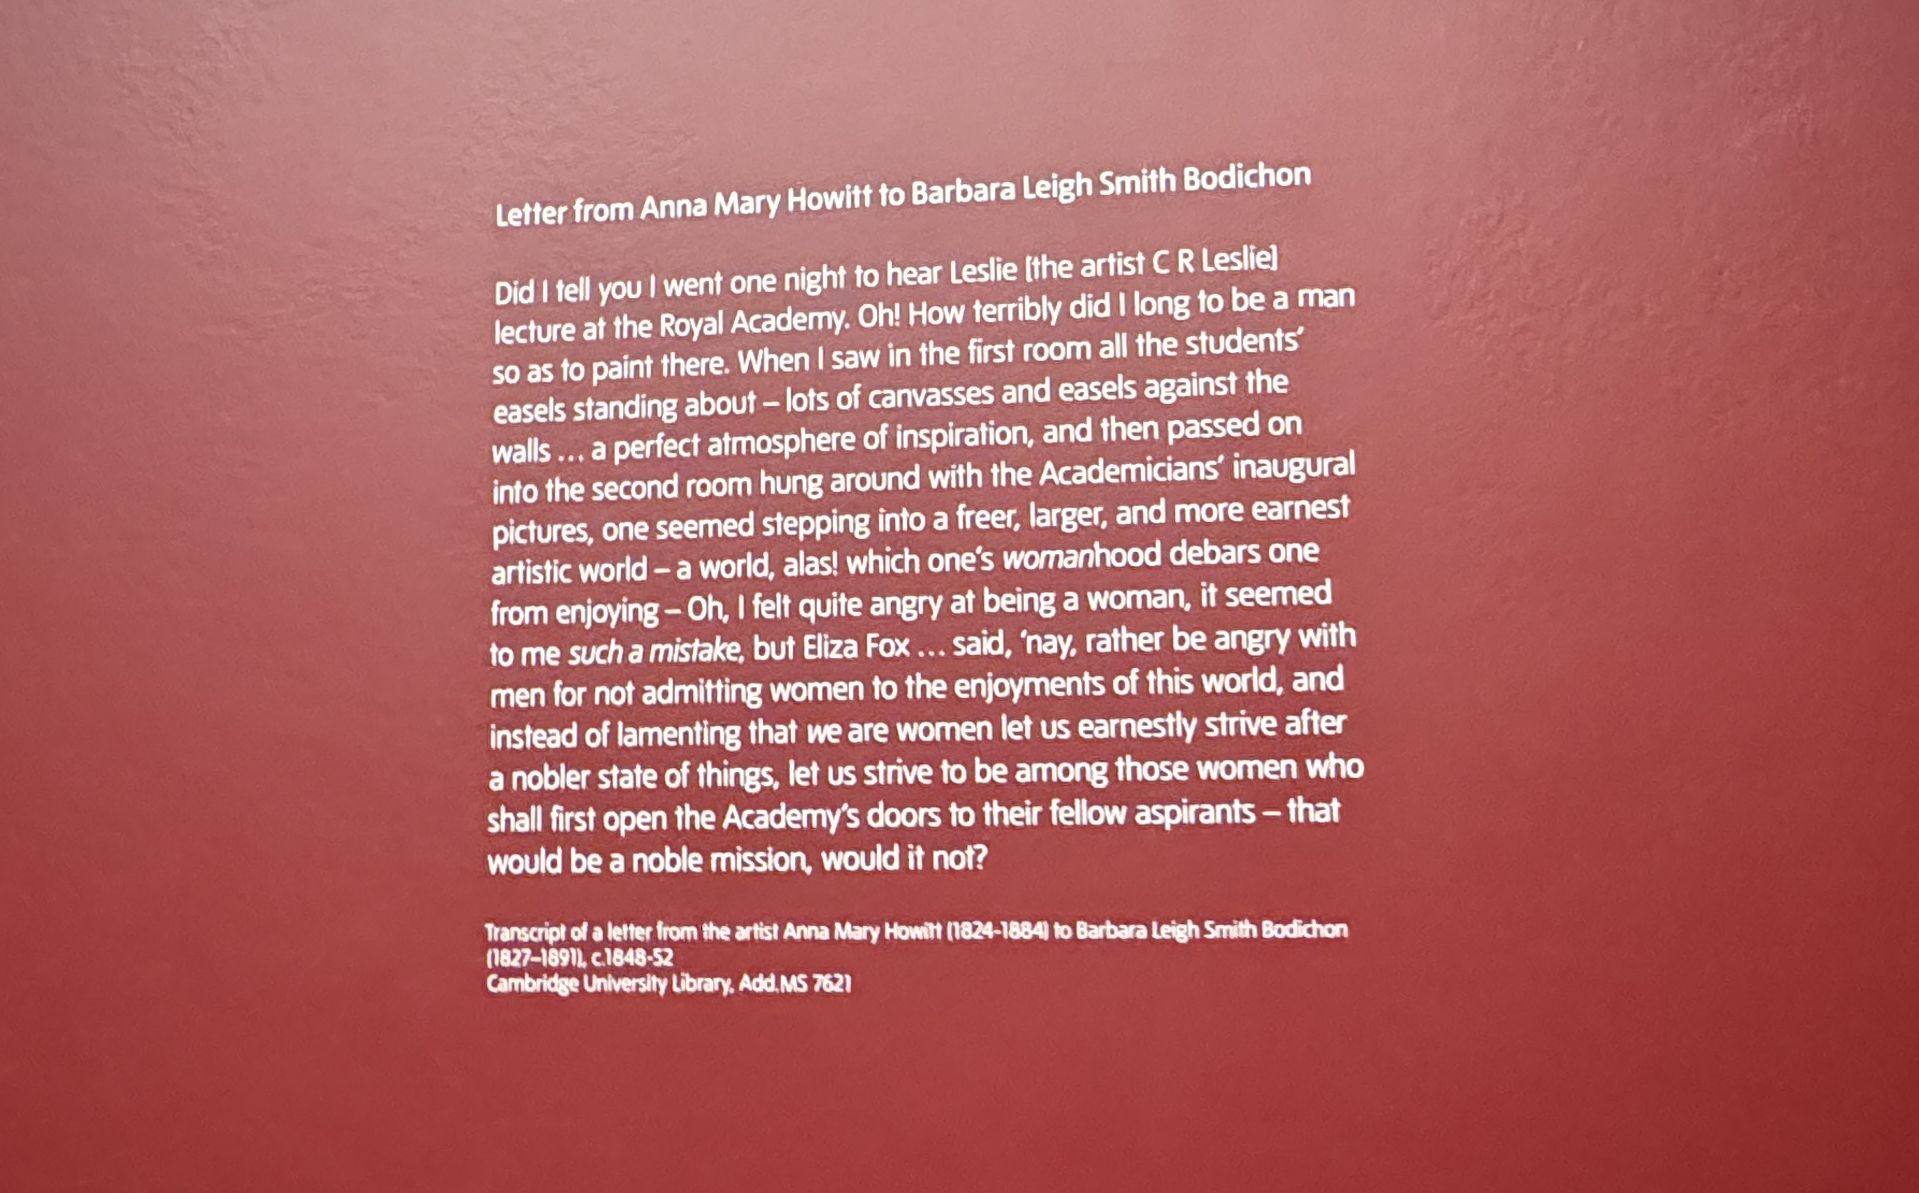 Letter from Anna Mary Howitt to Barbara Leigh Smith Bodichon
Did I tell you I went one night to hear Leslie [the artist C R Leslie]
lecture at the Royal Academy. Oh! How terribly did I long to be a man
so as to paint there. When I saw in the first room all the students’
easels standing about – lots of canvasses and easels against the
walls ... a perfect atmosphere of inspiration, and then passed on
into the second room hung around with the Academicians’ inaugural
pictures, one seemed stepping into a freer, larger, and more earnest
artistic world – a world, alas! which one’s womanhood debars one
from enjoying – Oh, I felt quite angry at being a woman, it seemed
to me such a mistake, but Eliza Fox ... said, ‘nay, rather be angry with
men for not admitting women to the enjoyments of this world, and
instead of lamenting that we are women let us earnestly strive after
a nobler state of things, let us strive to be among those women who
shall first open the Academy’s doors to their fellow aspirants – that
would be a noble mission, would it not?
Transcript of a letter from the artist Anna Mary Howitt (1824-1884) to Barbara Leigh Smith Bodichon
(1827–1891), c.1848-52
Cambridge University Library, Add.MS 7621